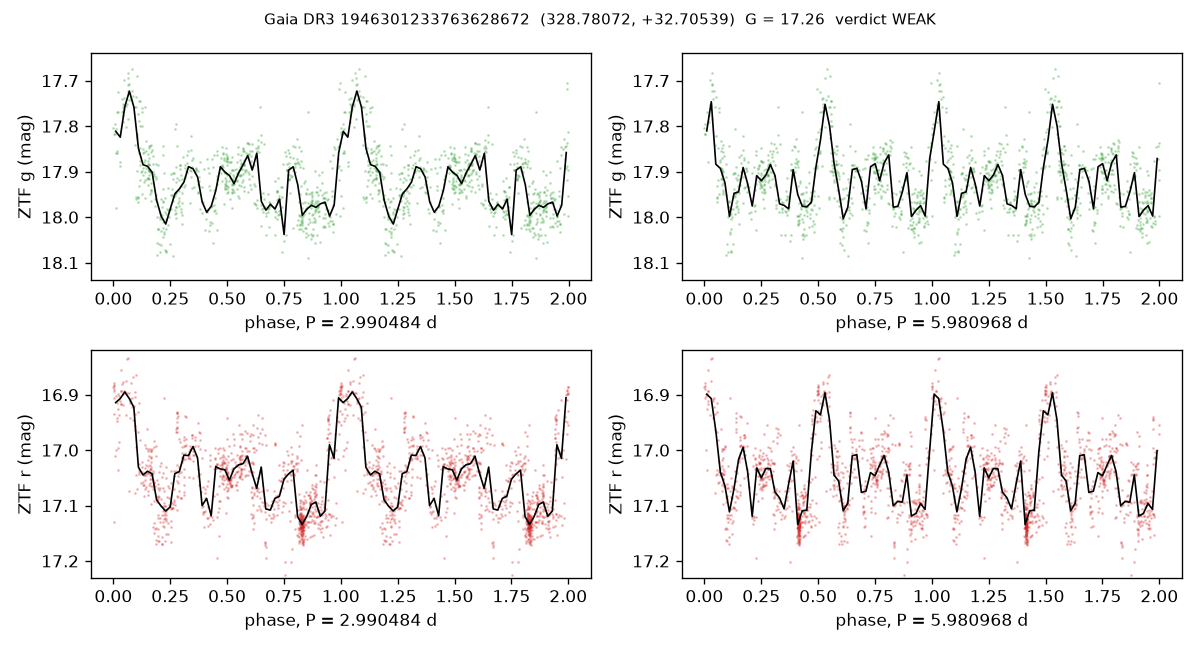 Gaia DR3 1946301233763628672 (328.78072, +32.70539) G = 17.26 verdict WEAK
ZTF g (mag)
17.7
17.8
17.9
18.0
18.1
0.00 0.25 0.50 0.75 1.00 1.25 1.50 1.75 2.00
phase, P = 2.990484 d
ZTF g (mag)
17.7
17.8
17.9
18.0
18.1
0.00 0.25 0.50 0.75 1.00 1.25 1.50 1.75 2.00
phase, P = 5.980968 d
ZTF r (mag)
16.9
17.0
17.1
17.2
0.00 0.25 0.50 0.75 1.00 1.25 1.50 1.75 2.00
phase, P = 2.990484 d
ZTF r (mag)
16.9
17.0
17.1
17.2
0.00 0.25 0.50 0.75 1.00 1.25 1.50 1.75 2.00
phase, P = 5.980968 d